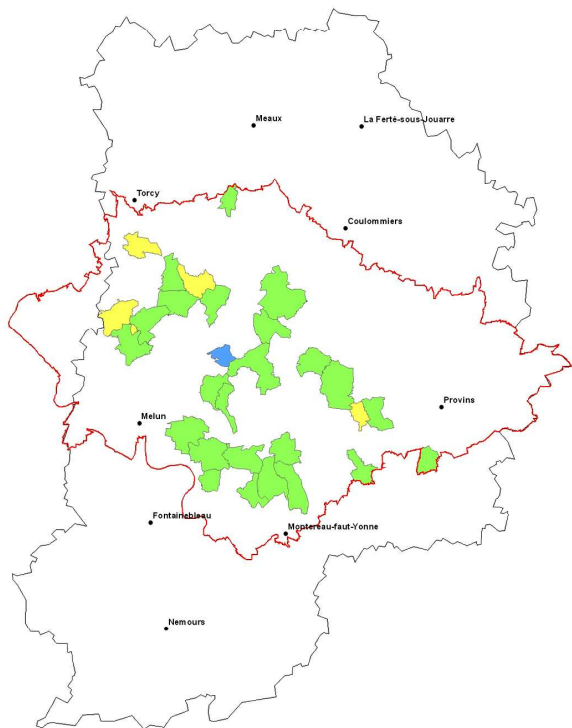 Meaux
La Ferté-sous-Jouarre
Torcy
Coulommiers
Provins
Melun
Fontainebleau
Montereau-faut-Yonne
Nemours